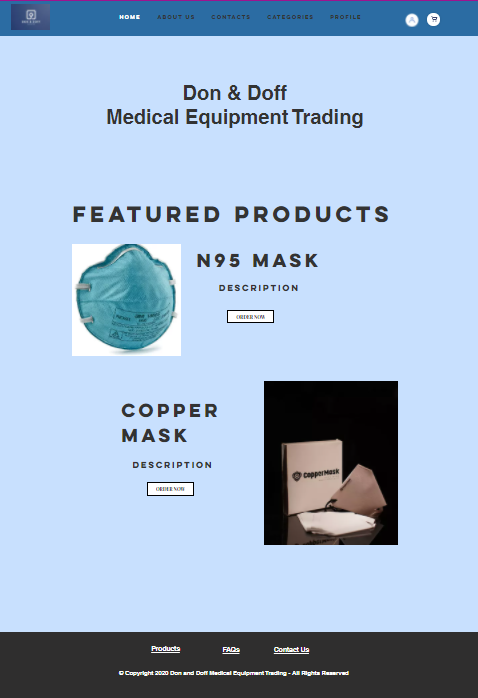 DON & DOFF
HOME ABOUT US CONTACTS CATEGORIES PROFILE
Don & Doff
Medical Equipment Trading
FEATURED PRODUCTS
N95 MASK
DESCRIPTION
ORDER NOW
COPPER
MASK
DESCRIPTION
ORDER NOW
CopperMask
Products FAQs Contact Us
© Copyright 2020 Don and Doff Medical Equipment Trading - All Rights Reserved